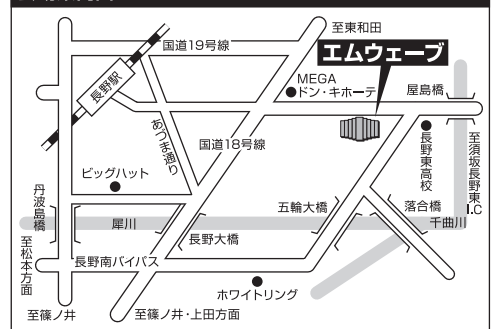 至東和田
国道19号線
エムウェーブ
長野駅
MEGA
ドン・キホーテ
屋島橋
あづま通り
国道18号線
長野東高校
至須坂長野東I.C
ビッグハット
丹波島橋
五輪大橋
落合橋
犀川
千曲川
長野大橋
至松本方面
長野南バイパス
ホワイトリング
至篠ノ井
至篠ノ井・上田方面